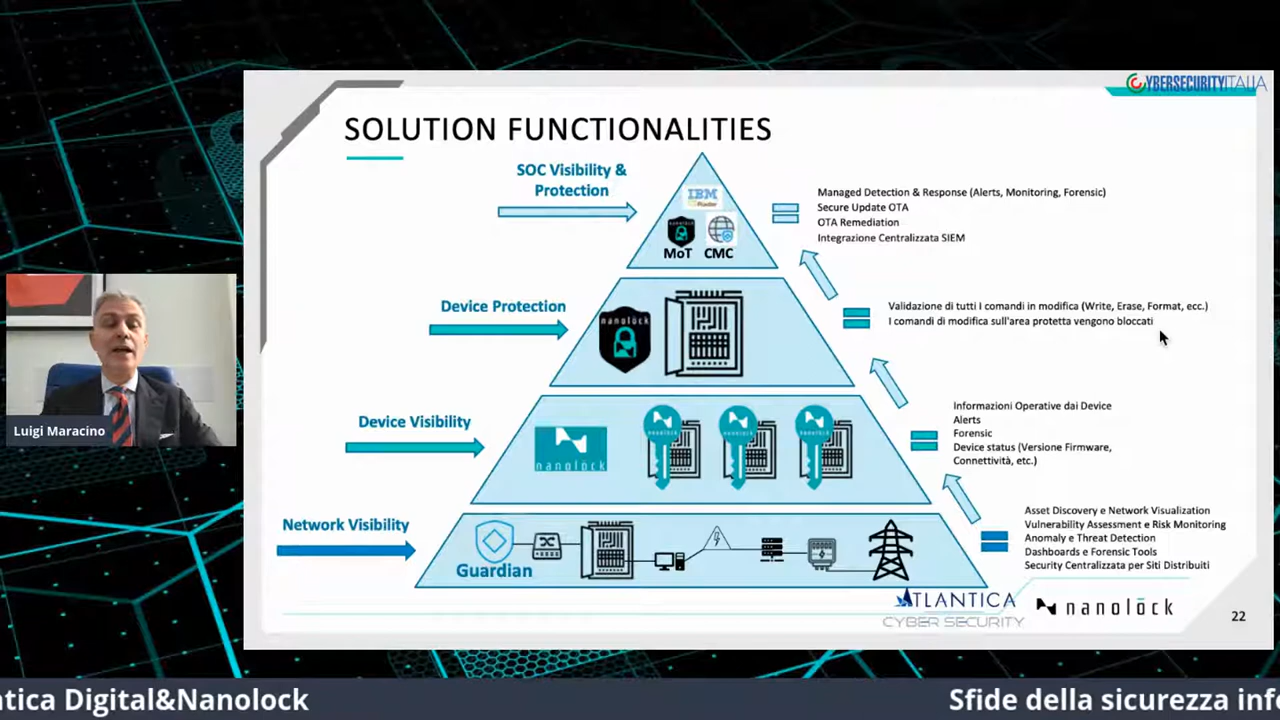 CYBERSECURITYITALIA
SOLUTION FUNCTIONALITIES
SOC Visibility &
Protection
IBM
MoT CMC
Managed Detection & Response (Alerts, Monitoring, Forensic)
Secure Update OTA
OTA Remediation
Integrazione Centralizzata SIEM
Device Protection
nanolock
Validazione di tutti I comandi in modifica (Write, Erase, Format, ecc.)
I comandi di modifica sull'area protetta vengono bloccati
Luigi Maracino
Device Visibility
nanolock
nanolock
nanolock
nanolock
Informazioni Operative dai Device
Alerts
Forensic
Device status (Versione Firmware,
Connettività, etc.)
Network Visibility
Guardian
Asset Discovery e Network Visualization
Vulnerability Assessment e Risk Monitoring
Anomaly e Threat Detection
Dashboards e Forensic Tools
Security Centralizzata per Siti Distribuiti
ATLANTICA
CYBER SECURITY
nanolock
22
ntica Digital&Nanolock
Sfide della sicurezza info